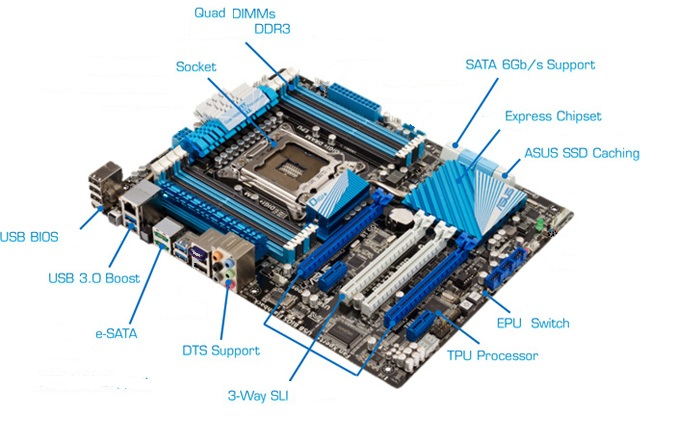 Quad DIMMs
DDR3
Socket
SATA 6Gb/s Support
Express Chipset
ASUS SSD Caching
USB BIOS
USB 3.0 Boost
e-SATA
DTS Support
3-Way SLI
EPU Switch
TPU Processor
ASUS